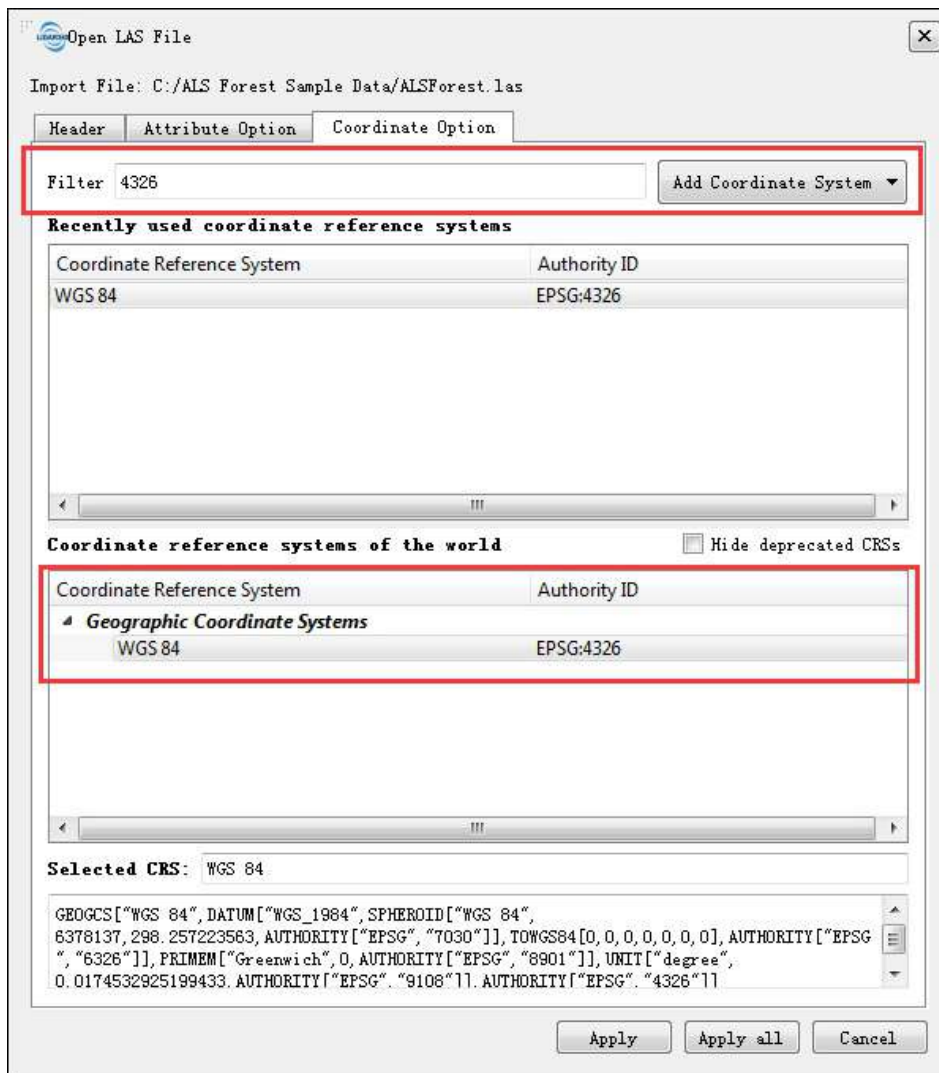 Open LAS File
Import File: C:/ALS Forest Sample Data/ALSForest.las
Header Attribute Option Coordinate Option
Filter 4326 Add Coordinate System
Recently used coordinate reference systems
Coordinate Reference System Authority ID
WGS 84 EPSG:4326
Coordinate reference systems of the world Hide deprecated CRSs
Coordinate Reference System Authority ID
Geographic Coordinate Systems
WGS 84 EPSG:4326
Selected CRS: WGS 84
GEOGCS["WGS 84", DATUM["WGS_1984", SPHEROID["WGS 84",
6378137,298.257223563, AUTHORITY["EPSG", "7030"]], TOWGS84[0,0,0,0,0,0,0], AUTHORITY["EPSG
", "6326"]], PRIMEM["Greenwich", 0, AUTHORITY["EPSG", "8901"]], UNIT["degree",
0.0174532925199433, AUTHORITY["EPSG", "9108"]], AUTHORITY["EPSG", "4326"]]
Apply Apply all Cancel